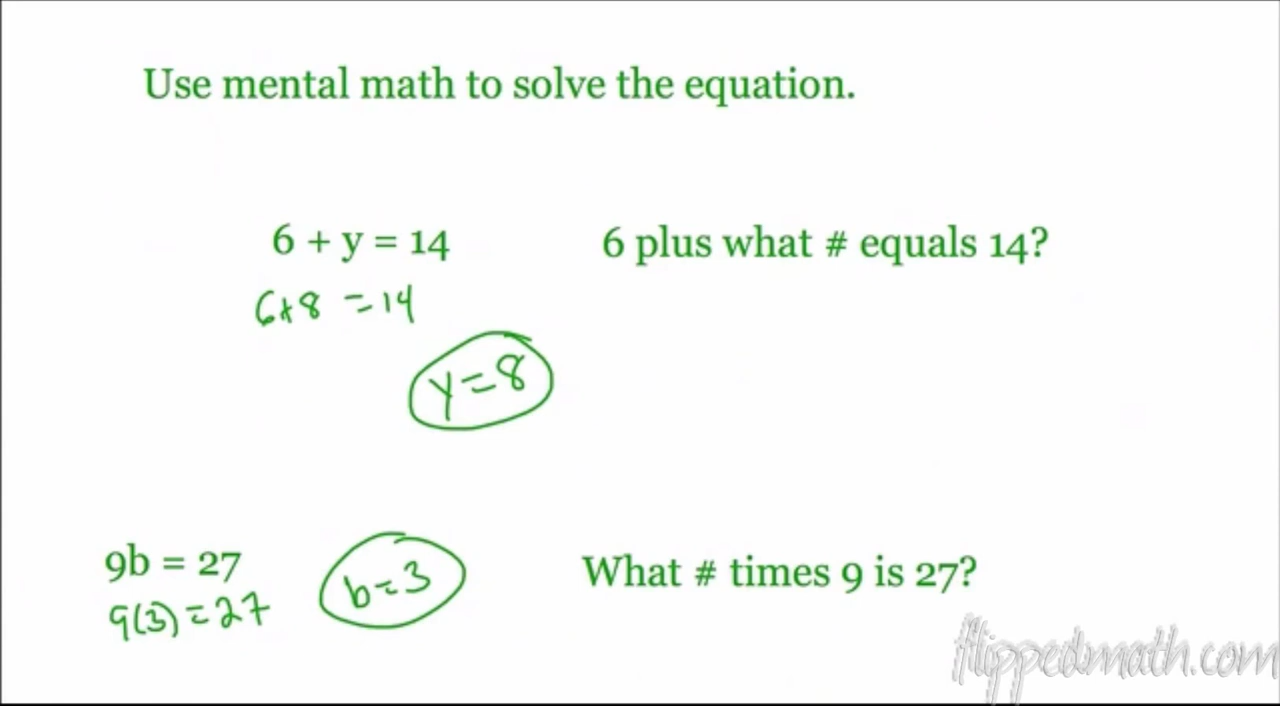 Use mental math to solve the equation.
6 + y = 14
6 plus what # equals 14?
6+8 = 14
y = 8
9b = 27
b = 3
What # times 9 is 27?
9(3) = 27
flippedmath.com